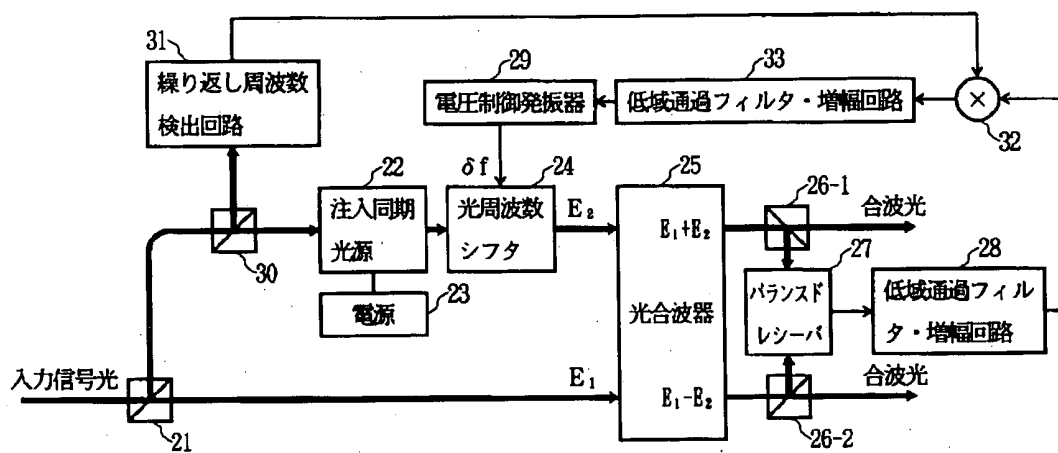 31
繰り返し周波数
検出回路
29
電圧制御発振器
33
低域通過フィルタ・増幅回路
×
32
δf
22
注入同期
光源
24
光周波数
シフタ
E₂
25
E₁+E₂
光合波器
E₁−E₂
26-1
合波光
27
バランスド
レシーバ
28
低域通過フィル
タ・増幅回路
30
電源
23
入力信号光
21
E₁
合波光
26-2